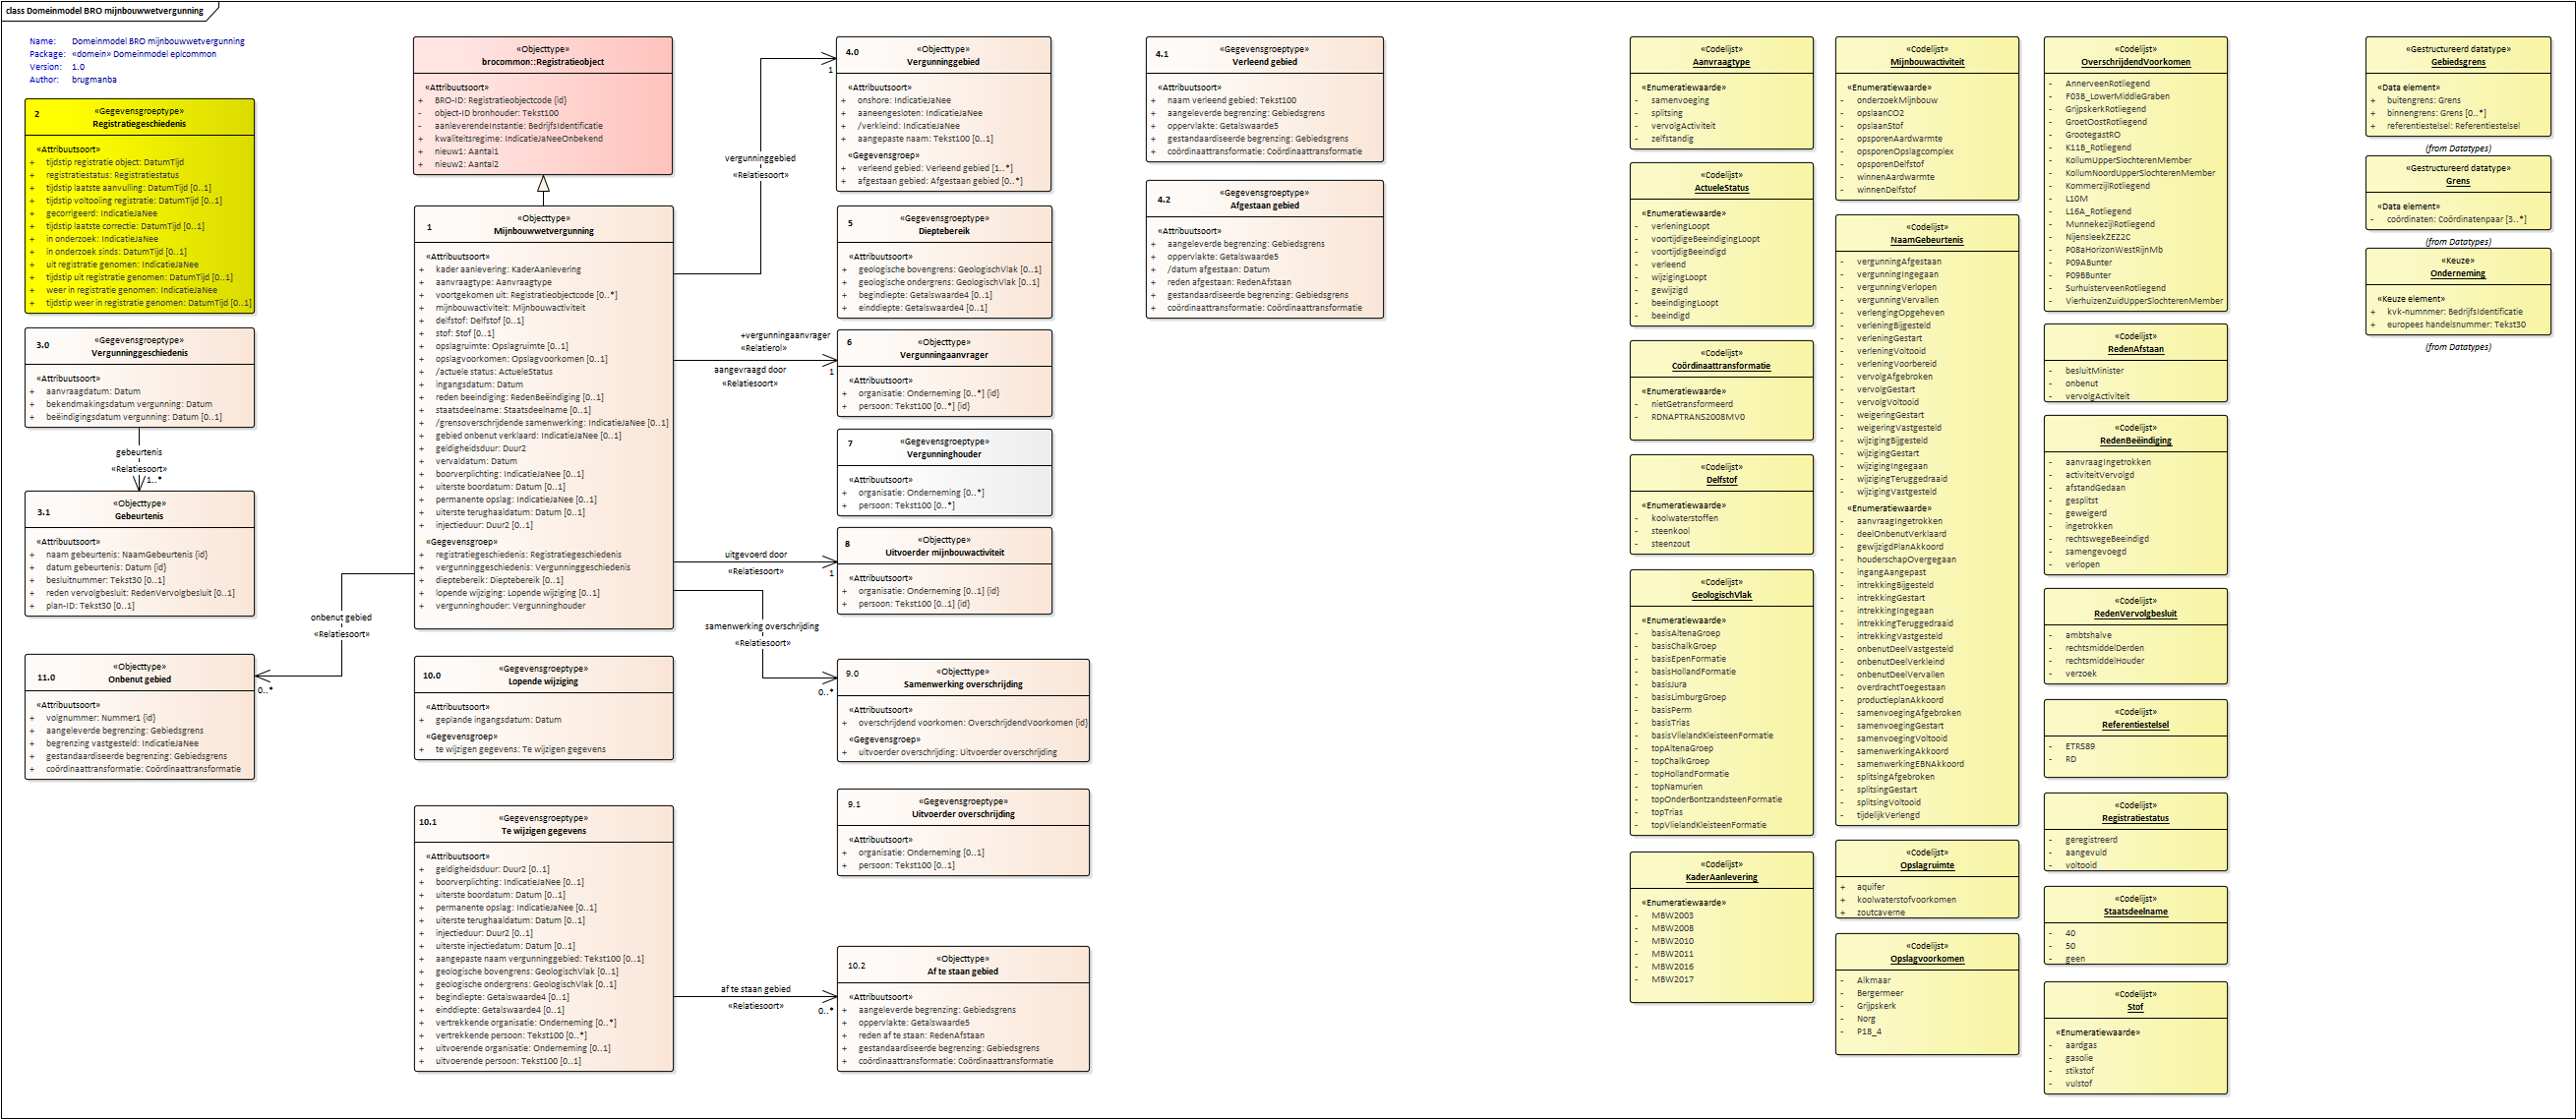 class Domeinmodel BRO mijnbouwwetvergunning
Name: Domeinmodel BRO mijnbouwwetvergunning
Package: «domein» Domeinmodel eplcommon
Version: 1.0
Author: brugmanba
2
«Gegevensgroeptype»
Registratiegeschiedenis
«Attribuutsoort»
+ tijdstip registratie object: DatumTijd
+ registratiestatus: Registratiestatus
+ tijdstip laatste aanvulling: DatumTijd [0..1]
+ tijdstip voltooiing registratie: DatumTijd [0..1]
+ gecorrigeerd: IndicatieJaNee
+ tijdstip laatste correctie: DatumTijd [0..1]
+ in onderzoek: IndicatieJaNee
+ in onderzoek sinds: DatumTijd [0..1]
+ uit registratie genomen: IndicatieJaNee
+ tijdstip uit registratie genomen: DatumTijd [0..1]
+ weer in registratie genomen: IndicatieJaNee
+ tijdstip weer in registratie genomen: DatumTijd [0..1]
3.0
«Gegevensgroeptype»
Vergunninggeschiedenis
«Attribuutsoort»
+ aanvraagdatum: Datum
+ bekendmakingsdatum vergunning: Datum
+ beëindigingsdatum vergunning: Datum [0..1]
gebeurtenis
«Relatiesoort»
1..*
3.1
«Objecttype»
Gebeurtenis
«Attribuutsoort»
+ naam gebeurtenis: NaamGebeurtenis {id}
+ datum gebeurtenis: Datum {id}
+ besluitnummer: Tekst30 [0..1]
+ reden vervolgbesluit: RedenVervolgbesluit [0..1]
+ plan-ID: Tekst30 [0..1]
11.0
«Objecttype»
Onbenut gebied
«Attribuutsoort»
+ volgnummer: Nummer1 {id}
+ aangeleverde begrenzing: Gebiedsgrens
+ begrenzing vastgesteld: IndicatieJaNee
+ gestandaardiseerde begrenzing: Gebiedsgrens
+ coördinaattransformatie: Coördinaattransformatie
onbenut gebied
«Relatiesoort»
0..*
«Objecttype»
brocommon::Registratieobject
«Attribuutsoort»
+ BRO-ID: Registratieobjectcode {id}
- object-ID bronhouder: Tekst100
- aanleverendeInstantie: BedrijfsIdentificatie
+ kwaliteitsregime: IndicatieJaNeeOnbekend
+ nieuw1: Aantal1
+ nieuw2: Aantal2
1
«Objecttype»
Mijnbouwwetvergunning
«Attribuutsoort»
+ kader aanlevering: KaderAanlevering
+ aanvraagtype: Aanvraagtype
+ voortgekomen uit: Registratieobjectcode [0..*]
+ mijnbouwactiviteit: Mijnbouwactiviteit
+ delfstof: Delfstof [0..1]
+ stof: Stof [0..1]
+ opslagruimte: Opslagruimte [0..1]
+ opslagvoorkomen: Opslagvoorkomen [0..1]
+ /actuele status: ActueleStatus
+ ingangsdatum: Datum
+ reden beeindiging: RedenBeëindiging [0..1]
+ staatsdeelname: Staatsdeelname [0..1]
+ /grensoverschrijdende samenwerking: IndicatieJaNee [0..1]
+ gebied onbenut verklaard: IndicatieJaNee [0..1]
+ geldigheidsduur: Duur2
+ vervaldatum: Datum
+ boorverplichting: IndicatieJaNee [0..1]
+ uiterste boordatum: Datum [0..1]
+ permanente opslag: IndicatieJaNee [0..1]
+ uiterste terughaaldatum: Datum [0..1]
+ injectieduur: Duur2 [0..1]
«Gegevensgroep»
+ registratiegeschiedenis: Registratiegeschiedenis
+ vergunninggeschiedenis: Vergunninggeschiedenis
+ dieptebereik: Dieptebereik [0..1]
+ lopende wijziging: Lopende wijziging [0..1]
+ vergunninghouder: Vergunninghouder
10.0
«Gegevensgroeptype»
Lopende wijziging
«Attribuutsoort»
+ geplande ingangsdatum: Datum
«Gegevensgroep»
+ te wijzigen gegevens: Te wijzigen gegevens
10.1
«Gegevensgroeptype»
Te wijzigen gegevens
«Attribuutsoort»
+ geldigheidsduur: Duur2 [0..1]
+ boorverplichting: IndicatieJaNee [0..1]
+ uiterste boordatum: Datum [0..1]
+ permanente opslag: IndicatieJaNee [0..1]
+ uiterste terughaaldatum: Datum [0..1]
+ injectieduur: Duur2 [0..1]
+ uiterste injectiedatum: Datum [0..1]
+ aangepaste naam vergunninggebied: Tekst100 [0..1]
+ geologische bovengrens: GeologischVlak [0..1]
+ geologische ondergrens: GeologischVlak [0..1]
+ begindiepte: Getalswaarde4 [0..1]
+ einddiepte: Getalswaarde4 [0..1]
+ vertrekkende organisatie: Onderneming [0..*]
+ vertrekkende persoon: Tekst100 [0..*]
+ uitvoerende organisatie: Onderneming [0..1]
+ uitvoerende persoon: Tekst100 [0..1]
vergunninggebied
«Relatiesoort»
1
+vergunningaanvrager
«Relatierol»
aangevraagd door
«Relatiesoort»
1
uitgevoerd door
«Relatiesoort»
1
samenwerking overschrijding
«Relatiesoort»
0..*
af te staan gebied
«Relatiesoort»
0..*
4.0
«Objecttype»
Vergunninggebied
«Attribuutsoort»
+ onshore: IndicatieJaNee
+ aaneengesloten: IndicatieJaNee
+ /verkleind: IndicatieJaNee
+ aangepaste naam: Tekst100 [0..1]
«Gegevensgroep»
+ verleend gebied: Verleend gebied [1..*]
+ afgestaan gebied: Afgestaan gebied [0..*]
5
«Gegevensgroeptype»
Dieptebereik
«Attribuutsoort»
+ geologische bovengrens: GeologischVlak [0..1]
+ geologische ondergrens: GeologischVlak [0..1]
+ begindiepte: Getalswaarde4 [0..1]
+ einddiepte: Getalswaarde4 [0..1]
6
«Objecttype»
Vergunningaanvrager
«Attribuutsoort»
+ organisatie: Onderneming [0..*] {id}
+ persoon: Tekst100 [0..*] {id}
7
«Gegevensgroeptype»
Vergunninghouder
«Attribuutsoort»
+ organisatie: Onderneming [0..*]
+ persoon: Tekst100 [0..*]
8
«Objecttype»
Uitvoerder mijnbouwactiviteit
«Attribuutsoort»
+ organisatie: Onderneming [0..1] {id}
+ persoon: Tekst100 [0..1] {id}
9.0
«Objecttype»
Samenwerking overschrijding
«Attribuutsoort»
+ overschrijdend voorkomen: OverschrijdendVoorkomen {id}
«Gegevensgroep»
+ uitvoerder overschrijding: Uitvoerder overschrijding
9.1
«Gegevensgroeptype»
Uitvoerder overschrijding
«Attribuutsoort»
+ organisatie: Onderneming [0..1]
+ persoon: Tekst100 [0..1]
10.2
«Objecttype»
Af te staan gebied
«Attribuutsoort»
+ aangeleverde begrenzing: Gebiedsgrens
+ oppervlakte: Getalswaarde5
+ reden af te staan: RedenAfstaan
+ gestandaardiseerde begrenzing: Gebiedsgrens
+ coördinaattransformatie: Coördinaattransformatie
4.1
«Gegevensgroeptype»
Verleend gebied
«Attribuutsoort»
+ naam verleend gebied: Tekst100
+ aangeleverde begrenzing: Gebiedsgrens
+ oppervlakte: Getalswaarde5
+ gestandaardiseerde begrenzing: Gebiedsgrens
+ coördinaattransformatie: Coördinaattransformatie
4.2
«Gegevensgroeptype»
Afgestaan gebied
«Attribuutsoort»
+ aangeleverde begrenzing: Gebiedsgrens
+ oppervlakte: Getalswaarde5
+ /datum afgestaan: Datum
+ reden afgestaan: RedenAfstaan
+ gestandaardiseerde begrenzing: Gebiedsgrens
+ coördinaattransformatie: Coördinaattransformatie
«Codelijst»
Aanvraagtype
«Enumeratiewaarde»
- samenvoeging
- splitsing
- vervolgActiviteit
- zelfstandig
«Codelijst»
ActueleStatus
«Enumeratiewaarde»
- verleningLoopt
- voortijdigeBeeindigingLoopt
- voortijdigBeeindigd
- verleend
- wijzigingLoopt
- gewijzigd
- beeindigingLoopt
- beeindigd
«Codelijst»
Coördinaattransformatie
«Enumeratiewaarde»
- nietGetransformeerd
- RDNAPTRANS2008MV0
«Codelijst»
Delfstof
«Enumeratiewaarde»
- koolwaterstoffen
- steenkool
- steenzout
«Codelijst»
GeologischVlak
«Enumeratiewaarde»
- basisAltenaGroep
- basisChalkGroep
- basisEpenFormatie
- basisHollandFormatie
- basisJura
- basisLimburgGroep
- basisPerm
- basisTrias
- basisVlielandKleisteenFormatie
- topAltenaGroep
- topChalkGroep
- topHollandFormatie
- topNamurien
- topOnderBontzandsteenFormatie
- topTrias
- topVlielandKleisteenFormatie
«Codelijst»
KaderAanlevering
«Enumeratiewaarde»
- MBW2003
- MBW2008
- MBW2010
- MBW2011
- MBW2016
- MBW2017
«Codelijst»
Mijnbouwactiviteit
«Enumeratiewaarde»
- onderzoekMijnbouw
- opslaanCO2
- opslaanStof
- opsporenAardwarmte
- opsporenOpslagcomplex
- opsporenDelfstof
- winnenAardwarmte
- winnenDelfstof
«Codelijst»
NaamGebeurtenis
«Enumeratiewaarde»
- vergunningAfgestaan
- vergunningIngegaan
- vergunningVerlopen
- vergunningVervallen
- verlengingOpgeheven
- verleningBijgesteld
- verleningGestart
- verleningVoltooid
- verleningVoorbereid
- vervolgAfgebroken
- vervolgGestart
- vervolgVoltooid
- weigeringGestart
- weigeringVastgesteld
- wijzigingBijgesteld
- wijzigingGestart
- wijzigingIngegaan
- wijzigingTeruggedraaid
- wijzigingVastgesteld
«Enumeratiewaarde»
- aanvraagIngetrokken
- deelOnbenutVerklaard
- gewijzigdPlanAkkoord
- houderschapOvergegaan
- ingangAangepast
- intrekkingBijgesteld
- intrekkingGestart
- intrekkingIngegaan
- intrekkingTeruggedraaid
- intrekkingVastgesteld
- onbenutDeelVastgesteld
- onbenutDeelVerkleind
- onbenutDeelVervallen
- overdrachtToegestaan
- productieplanAkkoord
- samenvoegingAfgebroken
- samenvoegingGestart
- samenvoegingVoltooid
- samenwerkingAkkoord
- samenwerkingEBNAkkoord
- splitsingAfgebroken
- splitsingGestart
- splitsingVoltooid
- tijdelijkVerlengd
«Codelijst»
Opslagruimte
+ aquifer
+ koolwaterstofvoorkomen
+ zoutcaverne
«Codelijst»
Opslagvoorkomen
- Alkmaar
- Bergermeer
- Grijpskerk
- Norg
- P18_4
«Codelijst»
OverschrijdendVoorkomen
- AnnerveenRotliegend
- F03B_LowerMiddleGraben
- GrijpskerkRotliegend
- GroetOostRotliegend
- GrootegastRO
- K11B_Rotliegend
- KollumUpperSlochterenMember
- KollumNoordUpperSlochterenMember
- KommerzijlRotliegend
- L10M
- L16A_Rotliegend
- MunnekezijlRotliegend
- NijensleekZEZ2C
- P08aHorizonWestRijnMb
- P09ABunter
- P09BBunter
- SurhuisterveenRotliegend
- VierhuizenZuidUpperSlochterenMember
«Codelijst»
RedenAfstaan
- besluitMinister
- onbenut
- vervolgActiviteit
«Codelijst»
RedenBeëindiging
- aanvraagIngetrokken
- activiteitVervolgd
- afstandGedaan
- gesplitst
- geweigerd
- ingetrokken
- rechtswegeBeeindigd
- samengevoegd
- verlopen
«Codelijst»
RedenVervolgbesluit
- ambtshalve
- rechtsmiddelDerden
- rechtsmiddelHouder
- verzoek
«Codelijst»
Referentiestelsel
- ETRS89
- RD
«Codelijst»
Registratiestatus
- geregistreerd
- aangevuld
- voltooid
«Codelijst»
Staatsdeelname
- 40
- 50
- geen
«Codelijst»
Stof
«Enumeratiewaarde»
- aardgas
- gasolie
- stikstof
- vulstof
«Gestructureerd datatype»
Gebiedsgrens
«Data element»
+ buitengrens: Grens
+ binnengrens: Grens [0..*]
+ referentiestelsel: Referentiestelsel
(from Datatypes)
«Gestructureerd datatype»
Grens
«Data element»
- coördinaten: Coördinatenpaar [3..*]
(from Datatypes)
«Keuze»
Onderneming
«Keuze element»
+ kvk-nummner: BedrijfsIdentificatie
+ europees handelsnummer: Tekst30
(from Datatypes)